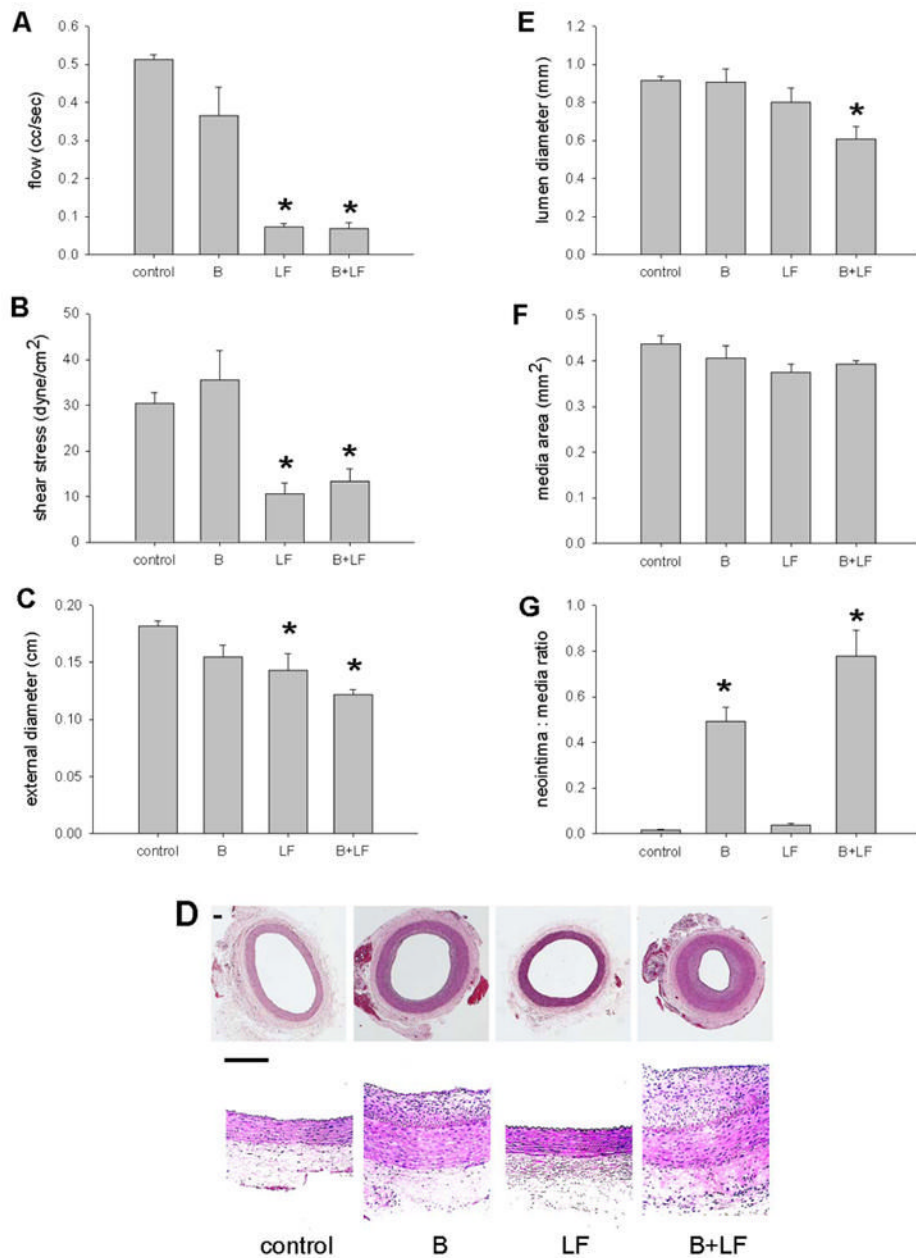 A
flow (cc/sec)
0.6
0.5
0.4
0.3
0.2
0.1
0.0
*
*
control B LF B+LF
B
shear stress (dyne/cm2)
50
40
30
20
10
0
*
*
control B LF B+LF
C
external diameter (cm)
0.20
0.15
0.10
0.05
0.00
*
*
control B LF B+LF
E
lumen diameter (mm)
1.2
1.0
0.8
0.6
0.4
0.2
0.0
*
control B LF B+LF
F
media area (mm2)
0.5
0.4
0.3
0.2
0.1
0.0
control B LF B+LF
G
neointima : media ratio
1.0
0.8
0.6
0.4
0.2
0.0
*
*
control B LF B+LF
D
control B LF B+LF